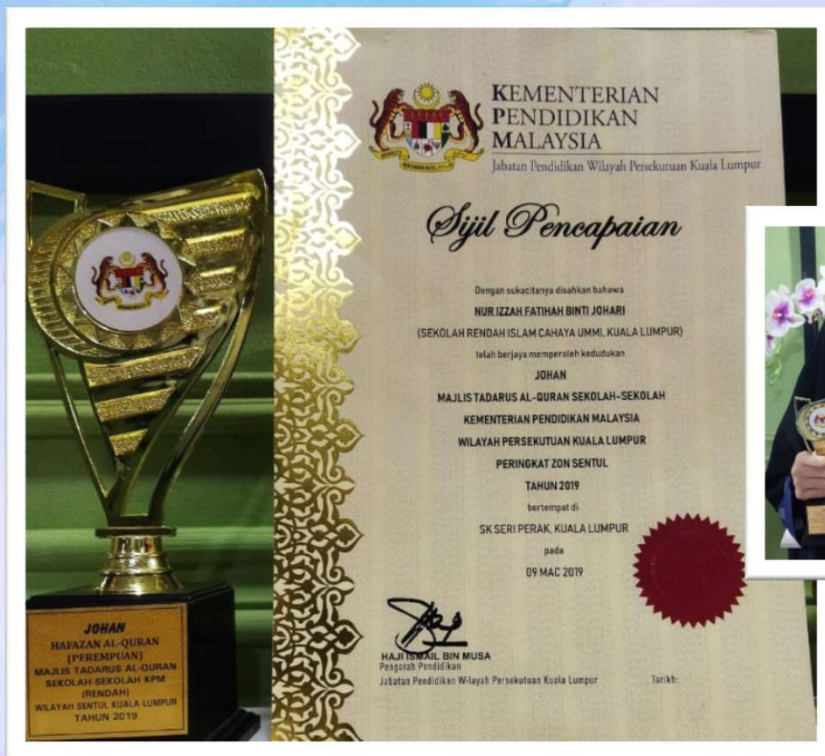 KEMENTERIAN
PENDIDIKAN
MALAYSIA
Jabatan Pendidikan Wilayah Persekutuan Kuala Lumpur
Sijil Pencapaian
Dengan sukacitanya disahkan bahawa
NUR IZZAH FATIHAH BINTI JOHARI
(SEKOLAH RENDAH ISLAM CAHAYA UMMI, KUALA LUMPUR)
telah berjaya memperoleh kedudukan
JOHAN
MAJLIS TADARUS AL-QURAN SEKOLAH-SEKOLAH
KEMENTERIAN PENDIDIKAN MALAYSIA
WILAYAH PERSEKUTUAN KUALA LUMPUR
PERINGKAT ZON SENTUL
TAHUN 2019
bertempat di
SK SERI PERAK, KUALA LUMPUR
pada
09 MAC 2019
HAJI ISMAIL BIN MUSA
Pengarah Pendidikan
Jabatan Pendidikan Wilayah Persekutuan Kuala Lumpur
Tarikh:
JOHAN
HAFAZAN AL-QURAN
(PEREMPUAN)
MAJLIS TADARUS AL-QURAN
SEKOLAH-SEKOLAH KPM
(RENDAH)
WILAYAH SENTUL KUALA LUMPUR
TAHUN 2019